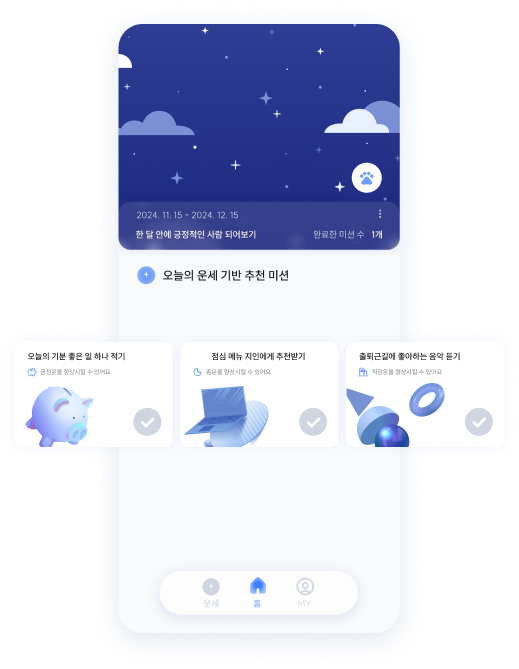 2024. 11. 15 - 2024. 12. 15
한 달 안에 긍정적인 사람 되어보기
완료한 미션 수 1개
오늘의 운세 기반 추천 미션
오늘의 기분 좋은 일 하나 적기
금전운을 향상시킬 수 있어요
점심 메뉴 지인에게 추천받기
총운을 향상시킬 수 있어요
출퇴근길에 좋아하는 음악 듣기
직장운을 향상시킬 수 있어요
운세
홈
MY